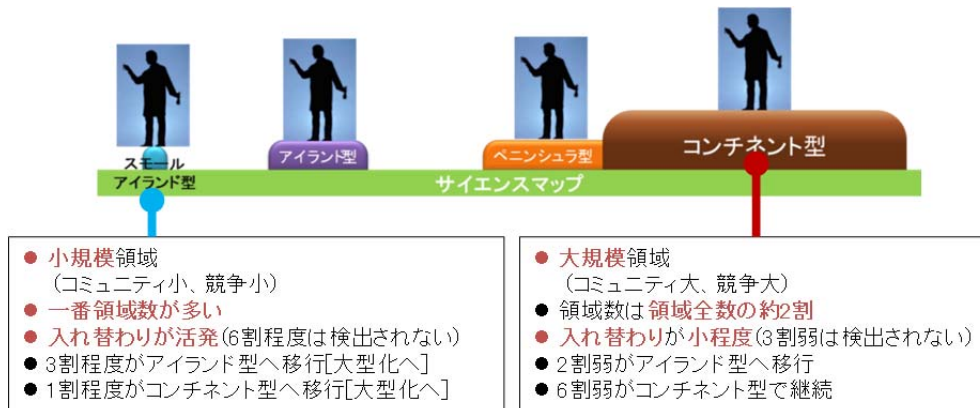 スモール
アイランド型
アイランド型
ペニンシュラ型
コンチネント型
サイエンスマップ
● 小規模領域
(コミュニティ小、競争小)
● 一番領域数が多い
● 入れ替わりが活発(6割程度は検出されない)
● 3割程度がアイランド型へ移行[大型化へ]
● 1割程度がコンチネント型へ移行[大型化へ]
● 大規模領域
(コミュニティ大、競争大)
● 領域数は領域全数の約2割
● 入れ替わりが小程度(3割弱は検出されない)
● 2割弱がアイランド型へ移行
● 6割弱がコンチネント型で継続